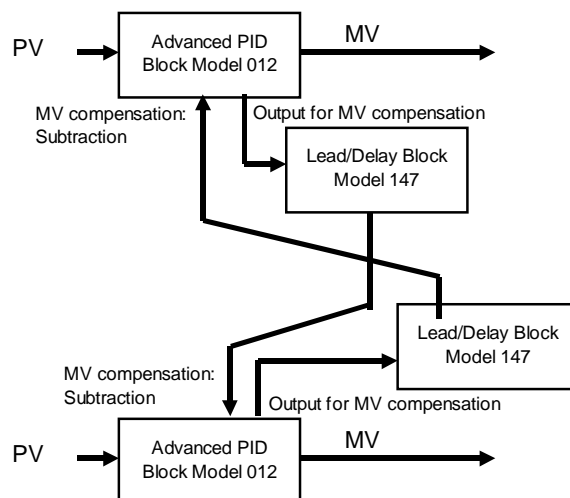 PV
Advanced PID
Block Model 012
MV
MV compensation:
Subtraction
Output for MV compensation
Lead/Delay Block
Model 147
Lead/Delay Block
Model 147
MV compensation:
Subtraction
Output for MV compensation
PV
Advanced PID
Block Model 012
MV